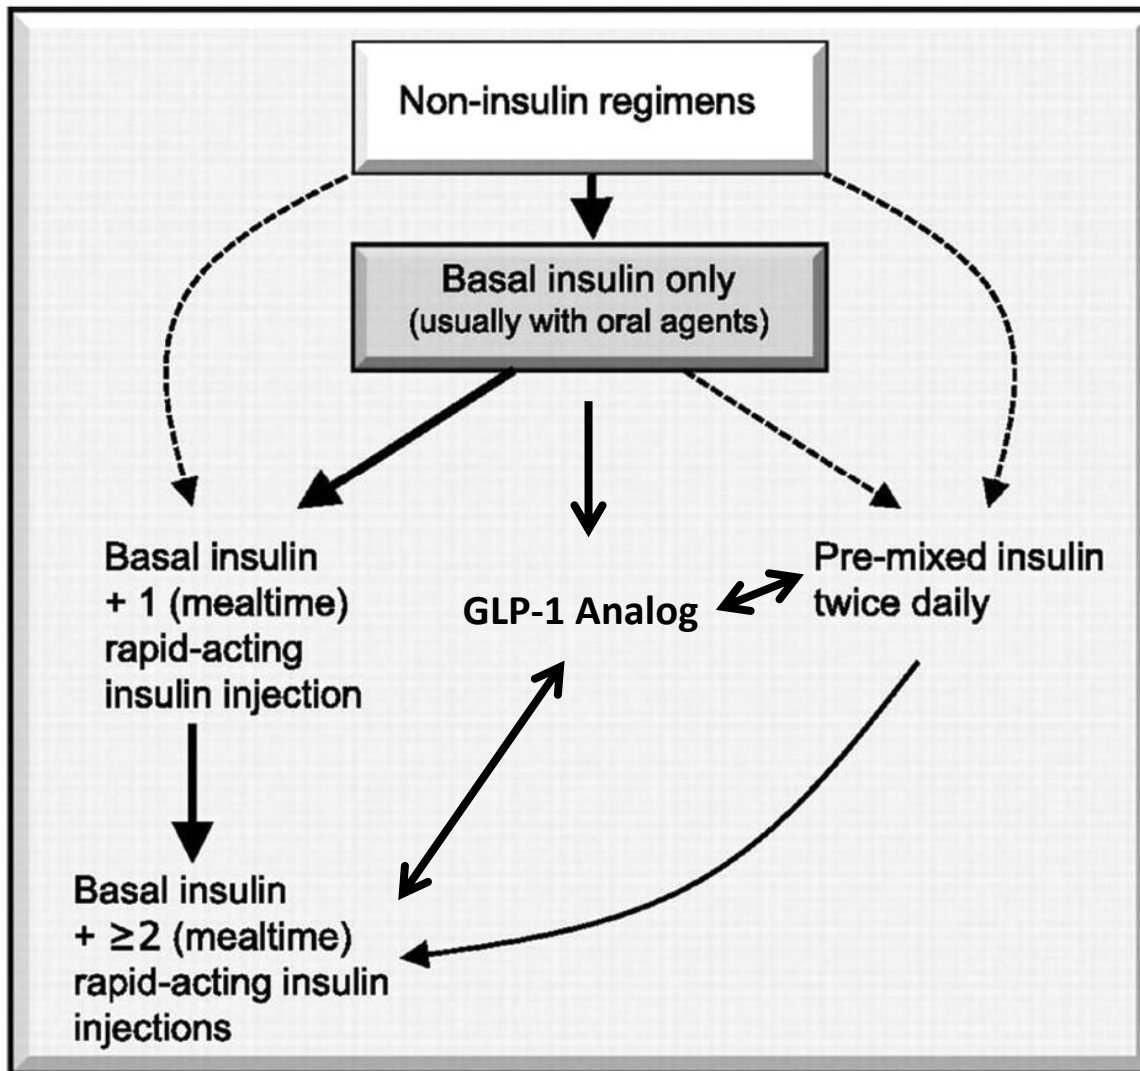 Non-insulin regimens
Basal insulin only
(usually with oral agents)
Basal insulin
+ 1 (mealtime)
rapid-acting
insulin injection
GLP-1 Analog
Pre-mixed insulin
twice daily
Basal insulin
+ ≥2 (mealtime)
rapid-acting insulin
injections